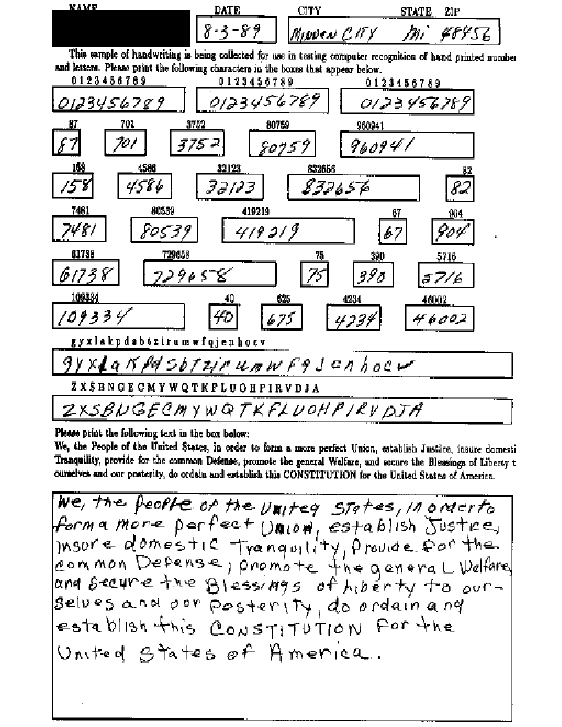 NAME DATE CITY STATE ZIP
8-3-89 MINDEN CITY Mi 48456
This sample of handwriting is being collected for use in testing computer recognition of hand printed number
and letters. Please print the following characters in the boxes that appear below.
0123456789 0123456789 0123456789
0123456789 0123456789 0123456789
87 701 3752 80759 960941
87 701 3752 80759 960941
158 4586 32123 832656 82
158 4586 32123 832656 82
7481 80539 419219 67 904
7481 80539 419219 67 904
61738 729658 75 390 5716
61738 729658 75 390 5716
109334 40 675 4234 46002
109334 40 675 4234 46002
gyxlakpdsbtzirumwfqjenhocv
gyxlakpdsbtzirumwfqjenhocv
ZXSBNGECMYWQTKFLUOHPIRVDJA
ZXSBUGECMYWQTKFLUOHPIRVDJA
Please print the following text in the box below:
We, the People of the United States, in order to form a more perfect Union, establish Justice, insure domesti
Tranquility, provide for the common Defense, promote the general Welfare, and secure the Blessings of Liberty t
ourselves and our posterity, do ordain and establish this CONSTITUTION for the United States of America.
We, the People of the United States, in order to
form a more perfect Union, establish Justice,
insure domestic Tranquility, Provide for the
common Defense, promote the general Welfare,
and secure the Blessings of Liberty to our-
selves and our posterity, do ordain and
establish this CONSTITUTION for the
United States of America.